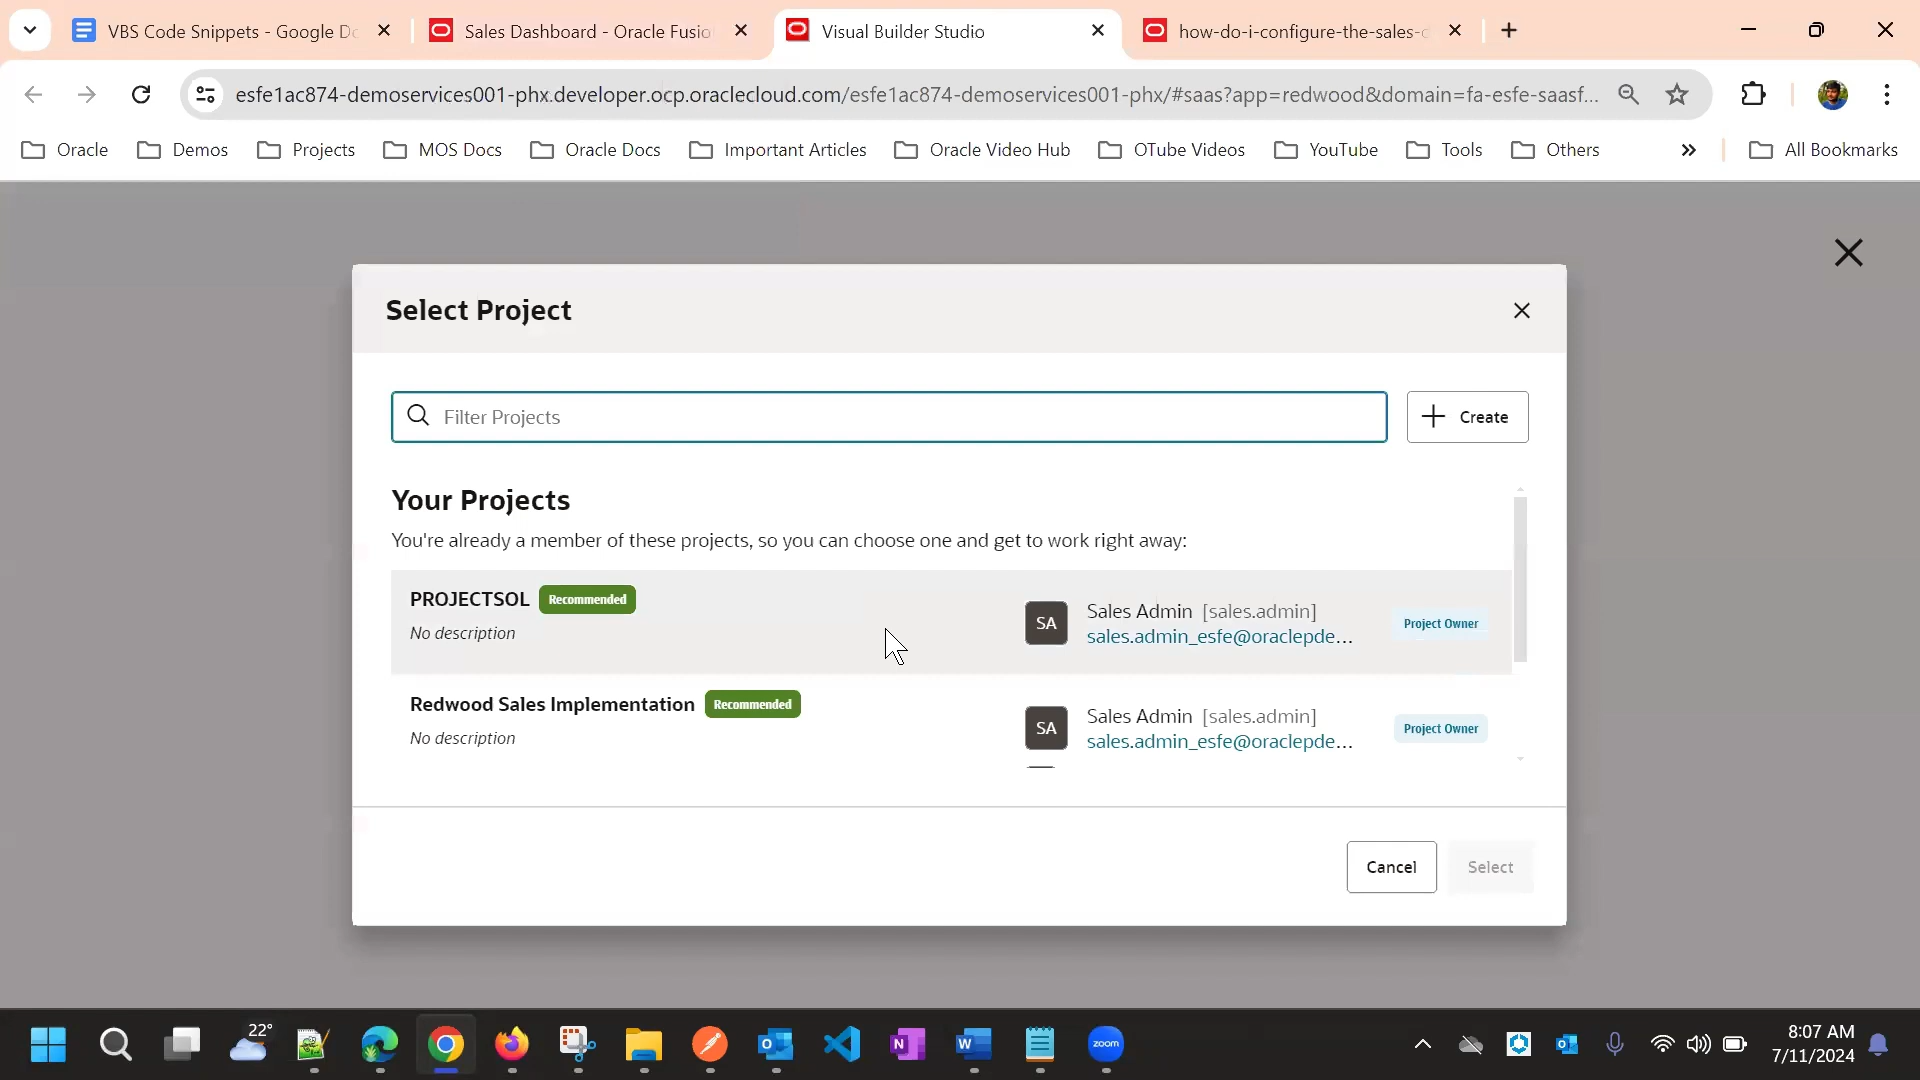 VBS Code Snippets - Google Do
Sales Dashboard - Oracle Fusio
Visual Builder Studio
how-do-i-configure-the-sales-c
esfe1ac874-demoservices001-phx.developer.ocp.oraclecloud.com/esfe1ac874-demoservices001-phx/#saas?app=redwood&domain=fa-esfe-saasf...
Oracle
Demos
Projects
MOS Docs
Oracle Docs
Important Articles
Oracle Video Hub
OTube Videos
YouTube
Tools
Others
All Bookmarks
Select Project
Filter Projects
Create
Your Projects
You're already a member of these projects, so you can choose one and get to work right away:
PROJECTSOL Recommended
No description
SA
Sales Admin [sales.admin]
sales.admin_esfe@oraclepde...
Project Owner
Redwood Sales Implementation Recommended
No description
SA
Sales Admin [sales.admin]
sales.admin_esfe@oraclepde...
Project Owner
Cancel
Select
22°
zoom
8:07 AM
7/11/2024